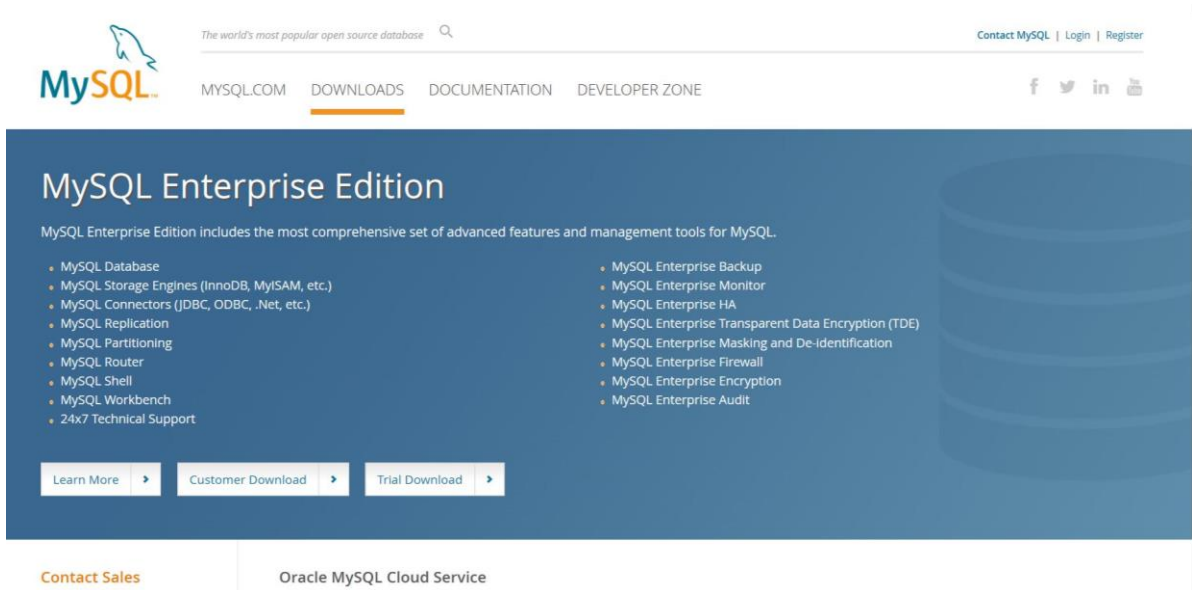 The world's most popular open source database
Contact MySQL | Login | Register
MySQL™
MYSQL.COM DOWNLOADS DOCUMENTATION DEVELOPER ZONE
f in You Tube
MySQL Enterprise Edition
MySQL Enterprise Edition includes the most comprehensive set of advanced features and management tools for MySQL.
MySQL Database
MySQL Storage Engines (InnoDB, MyISAM, etc.)
MySQL Connectors (JDBC, ODBC, .Net, etc.)
MySQL Replication
MySQL Partitioning
MySQL Router
MySQL Shell
MySQL Workbench
24x7 Technical Support
MySQL Enterprise Backup
MySQL Enterprise Monitor
MySQL Enterprise HA
MySQL Enterprise Transparent Data Encryption (TDE)
MySQL Enterprise Masking and De-identification
MySQL Enterprise Firewall
MySQL Enterprise Encryption
MySQL Enterprise Audit
Learn More Customer Download Trial Download
Contact Sales
Oracle MySQL Cloud Service